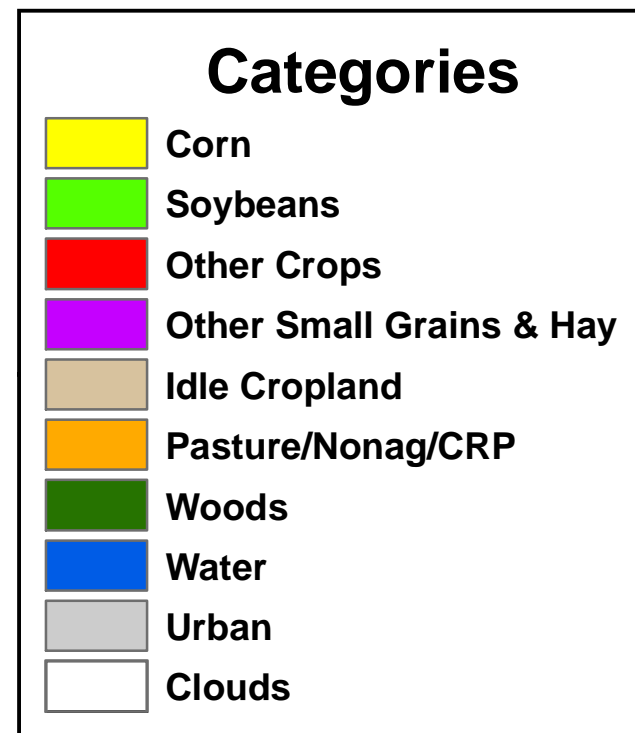 Categories
Corn
Soybeans
Other Crops
Other Small Grains & Hay
Idle Cropland
Pasture/Nonag/CRP
Woods
Water
Urban
Clouds